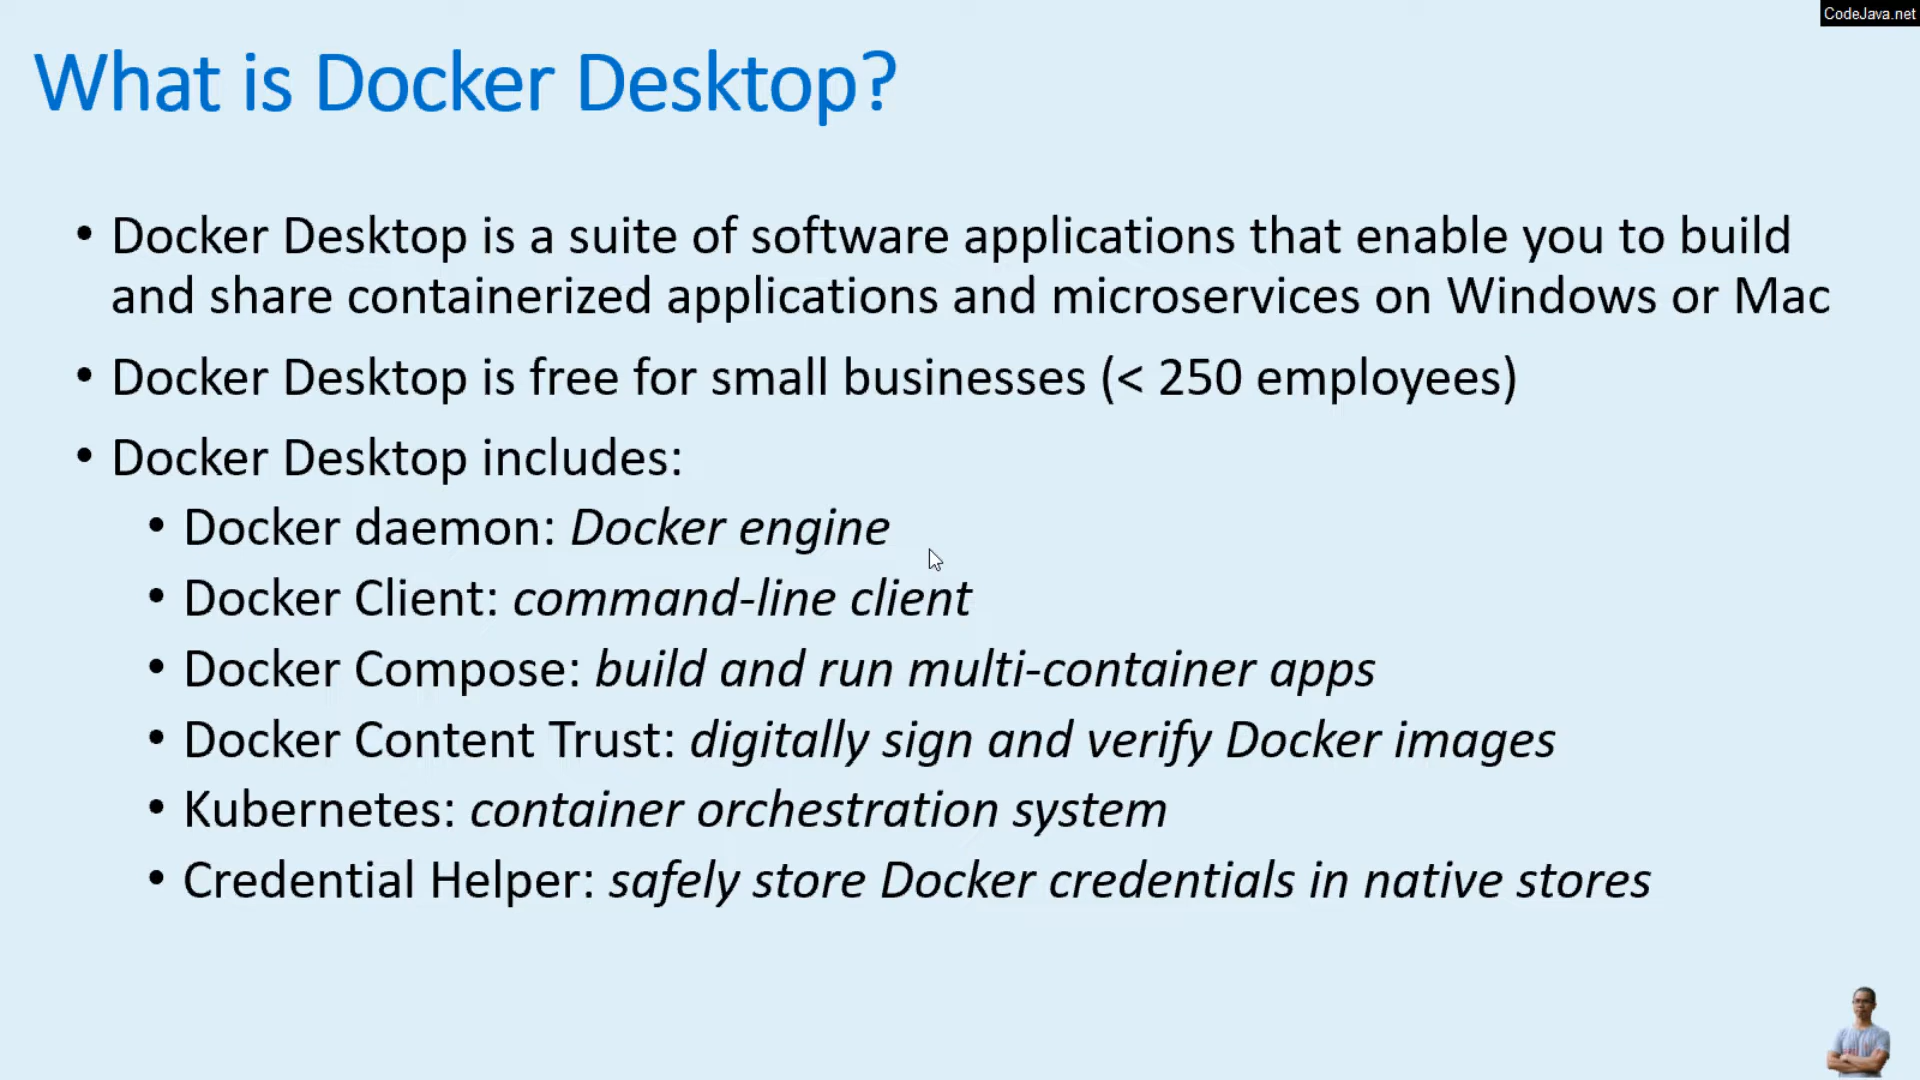 CodeJava.net
What is Docker Desktop?
• Docker Desktop is a suite of software applications that enable you to build
and share containerized applications and microservices on Windows or Mac
• Docker Desktop is free for small businesses (< 250 employees)
• Docker Desktop includes:
• Docker daemon: Docker engine
• Docker Client: command-line client
• Docker Compose: build and run multi-container apps
• Docker Content Trust: digitally sign and verify Docker images
• Kubernetes: container orchestration system
• Credential Helper: safely store Docker credentials in native stores